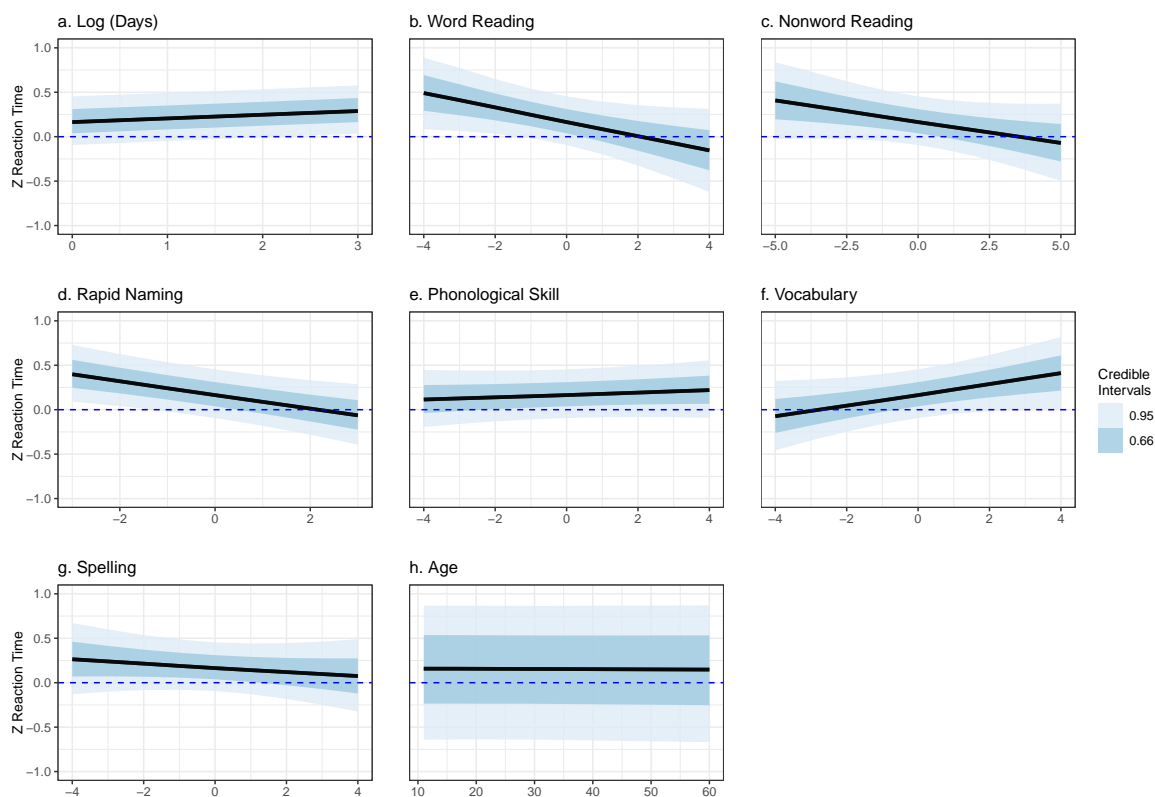 a. Log (Days)
b. Word Reading
c. Nonword Reading
Z Reaction Time
1.0
0.5
0.0
−0.5
−1.0
0 1 2 3
−4 −2 0 2 4
−5.0 −2.5 0.0 2.5 5.0
d. Rapid Naming
e. Phonological Skill
f. Vocabulary
Z Reaction Time
1.0
0.5
0.0
−0.5
−1.0
−2 0 2
−4 −2 0 2 4
−4 −2 0 2 4
Credible
Intervals
0.95
0.66
g. Spelling
h. Age
Z Reaction Time
1.0
0.5
0.0
−0.5
−1.0
−4 −2 0 2 4
10 20 30 40 50 60